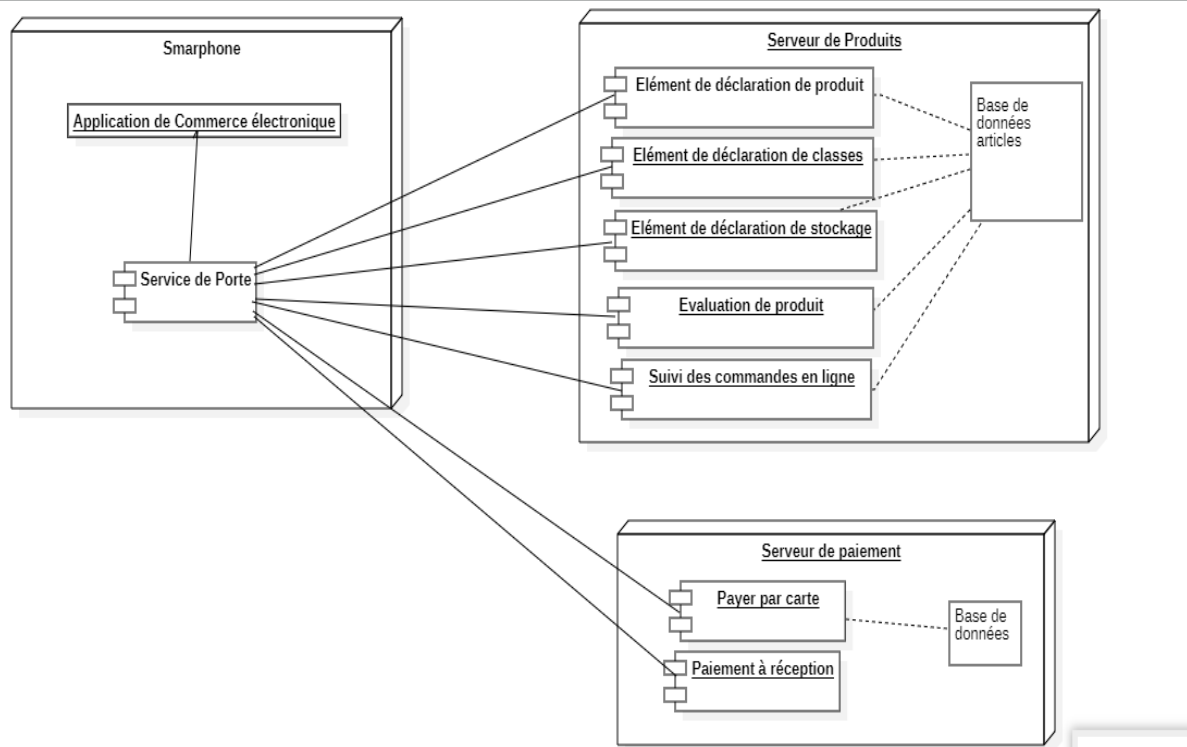 Smarphone
Application de Commerce électronique
Service de Porte
Serveur de Produits
Elément de déclaration de produit
Elément de déclaration de classes
Elément de déclaration de stockage
Evaluation de produit
Suivi des commandes en ligne
Base de
données
articles
Serveur de paiement
Payer par carte
Paiement à réception
Base de
données